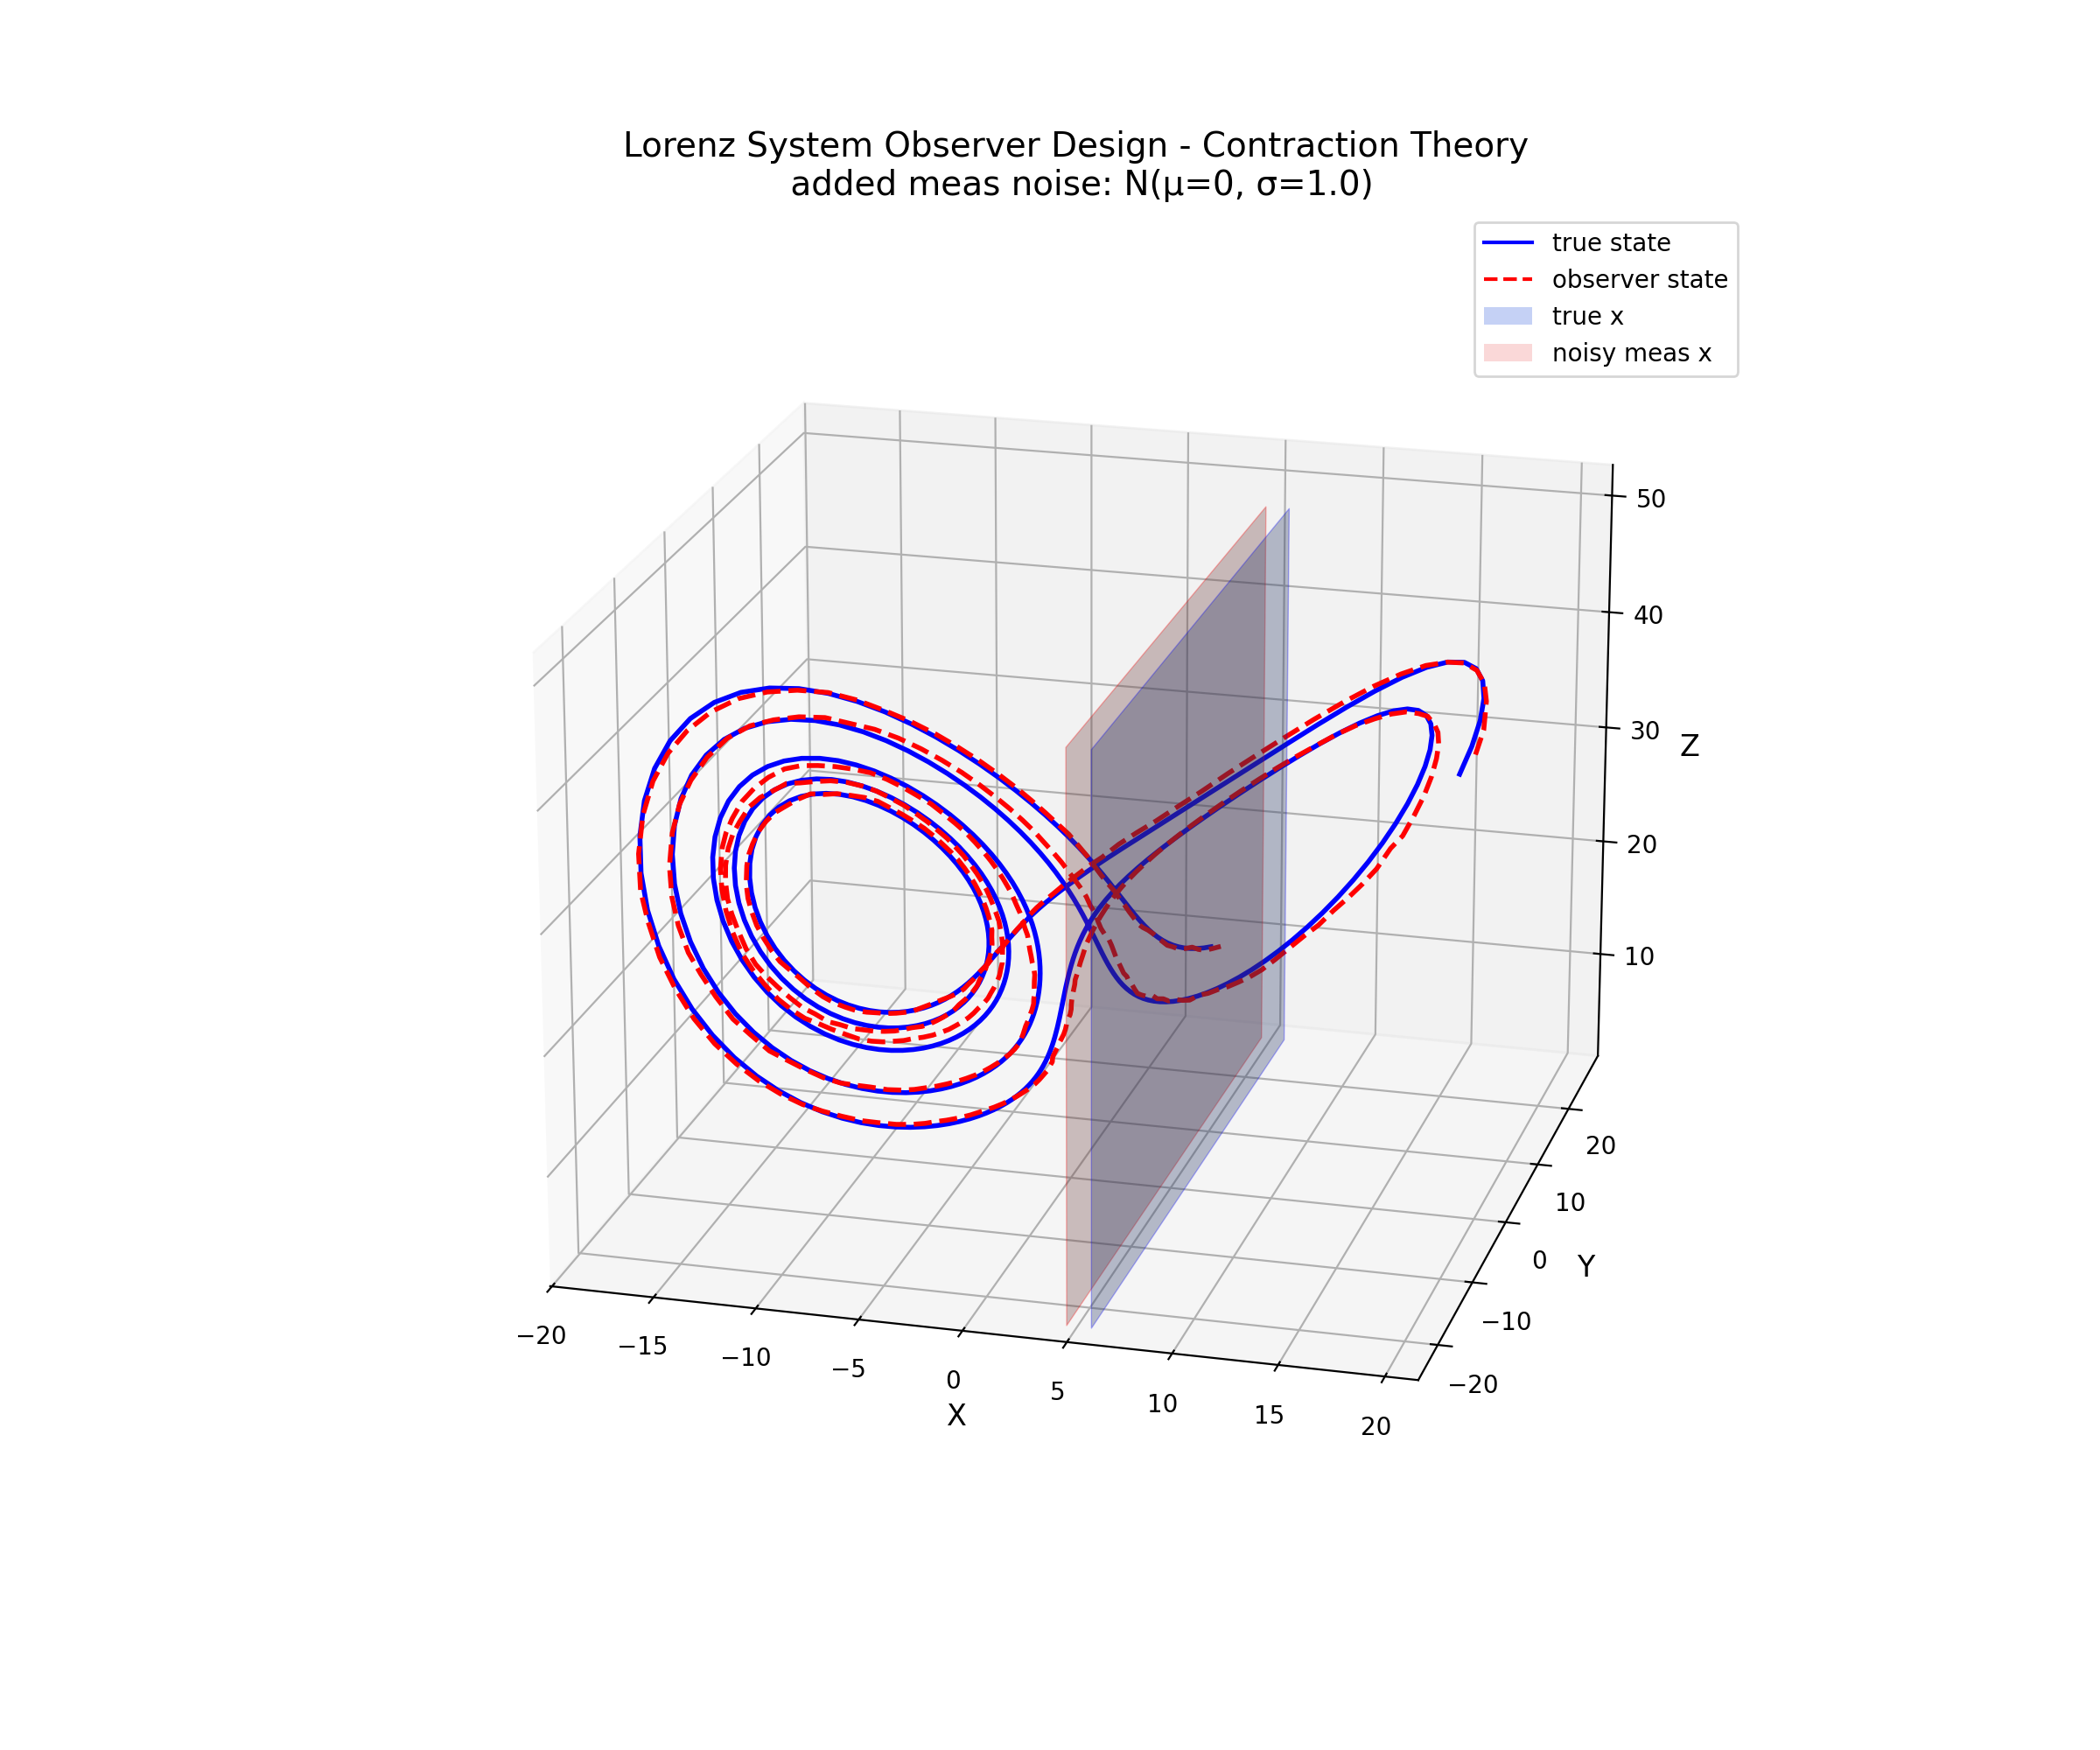 Lorenz System Observer Design - Contraction Theory
added meas noise: N(μ=0, σ=1.0)
true state
observer state
true x
noisy meas x
50
40
30
Z
20
10
20
10
0
Y
−10
−20
−20
−15
−10
−5
0
5
10
15
20
X